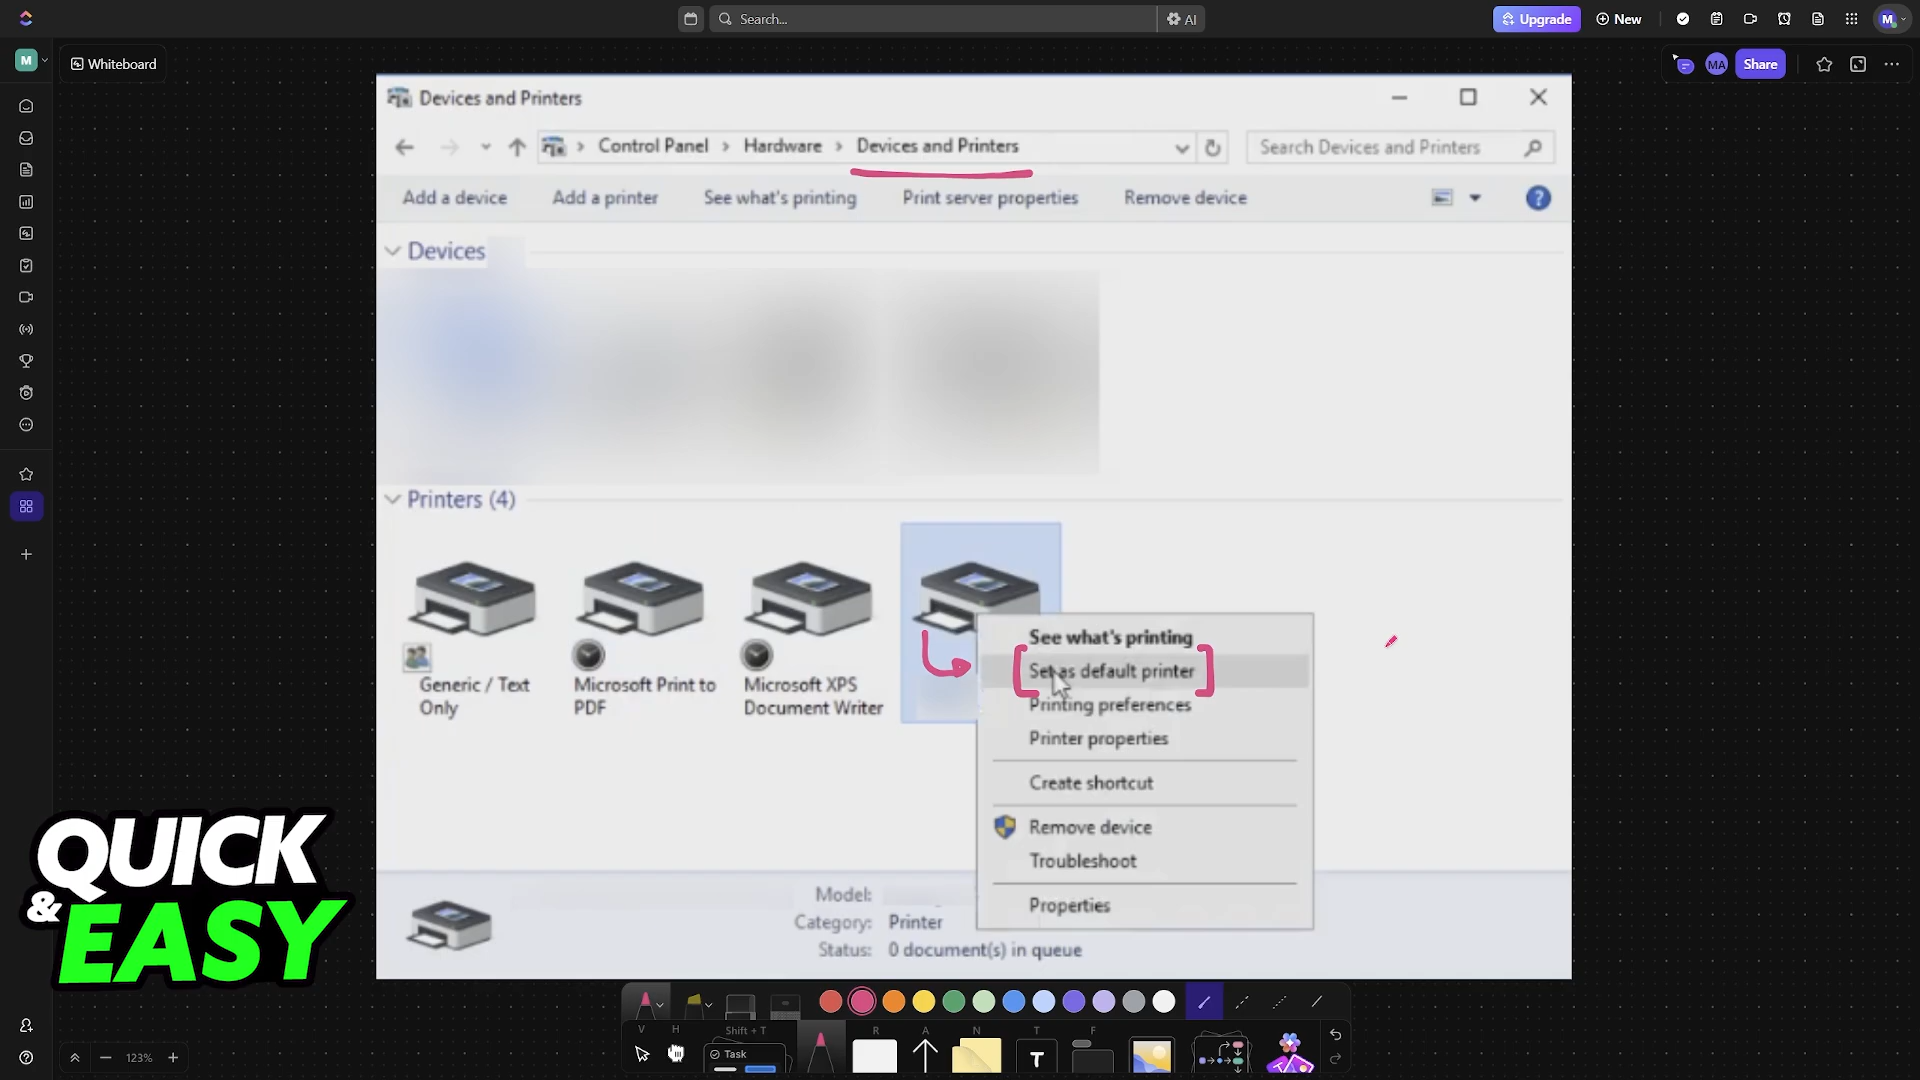 Search...
AI
Upgrade
New
M
M
Whiteboard
MA
Share
Devices and Printers
Control Panel > Hardware > Devices and Printers
Search Devices and Printers
Add a device
Add a printer
See what's printing
Print server properties
Remove device
?
Devices
Printers (4)
Generic / Text
Only
Microsoft Print to
PDF
Microsoft XPS
Document Writer
See what's printing
Set as default printer
Printing preferences
Printer properties
Create shortcut
Remove device
Troubleshoot
Properties
Model:
Category: Printer
Status: 0 document(s) in queue
QUICK
& EASY
V
H
Shift + T
R
A
N
T
F
Task
T
123%